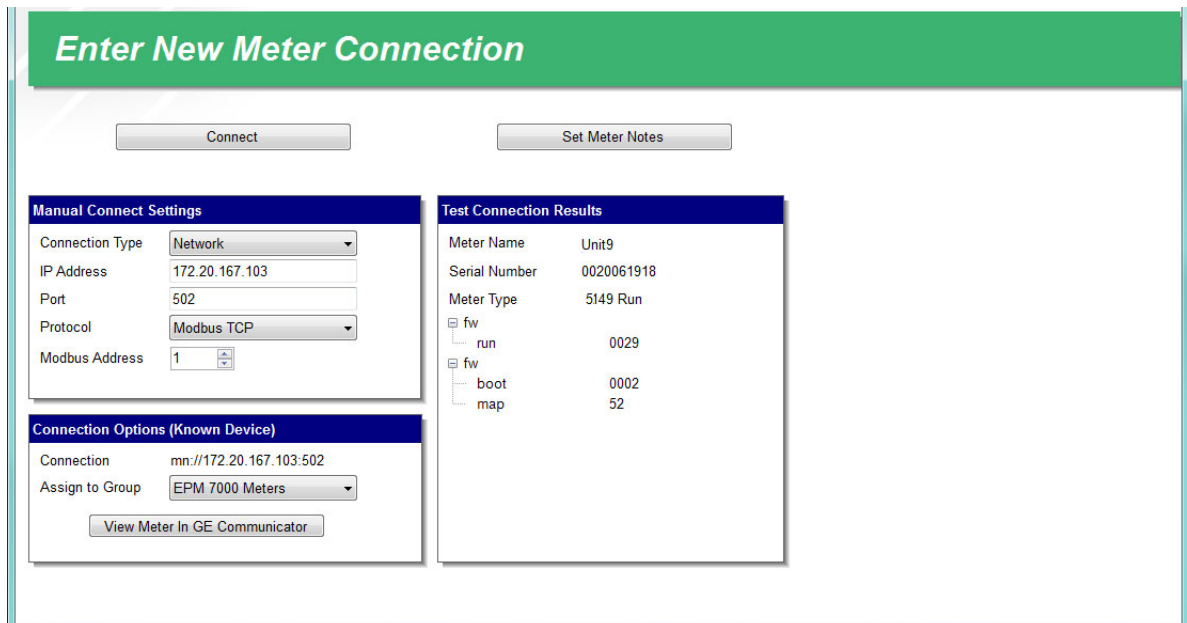 Enter New Meter Connection
Connect
Set Meter Notes
Manual Connect Settings
Connection Type Network
IP Address 172.20.167.103
Port 502
Protocol Modbus TCP
Modbus Address 1
Connection Options (Known Device)
Connection mn://172.20.167.103:502
Assign to Group EPM 7000 Meters
View Meter In GE Communicator
Test Connection Results
Meter Name Unit9
Serial Number 0020061918
Meter Type 5149 Run
fw
run 0029
fw
boot 0002
map 52